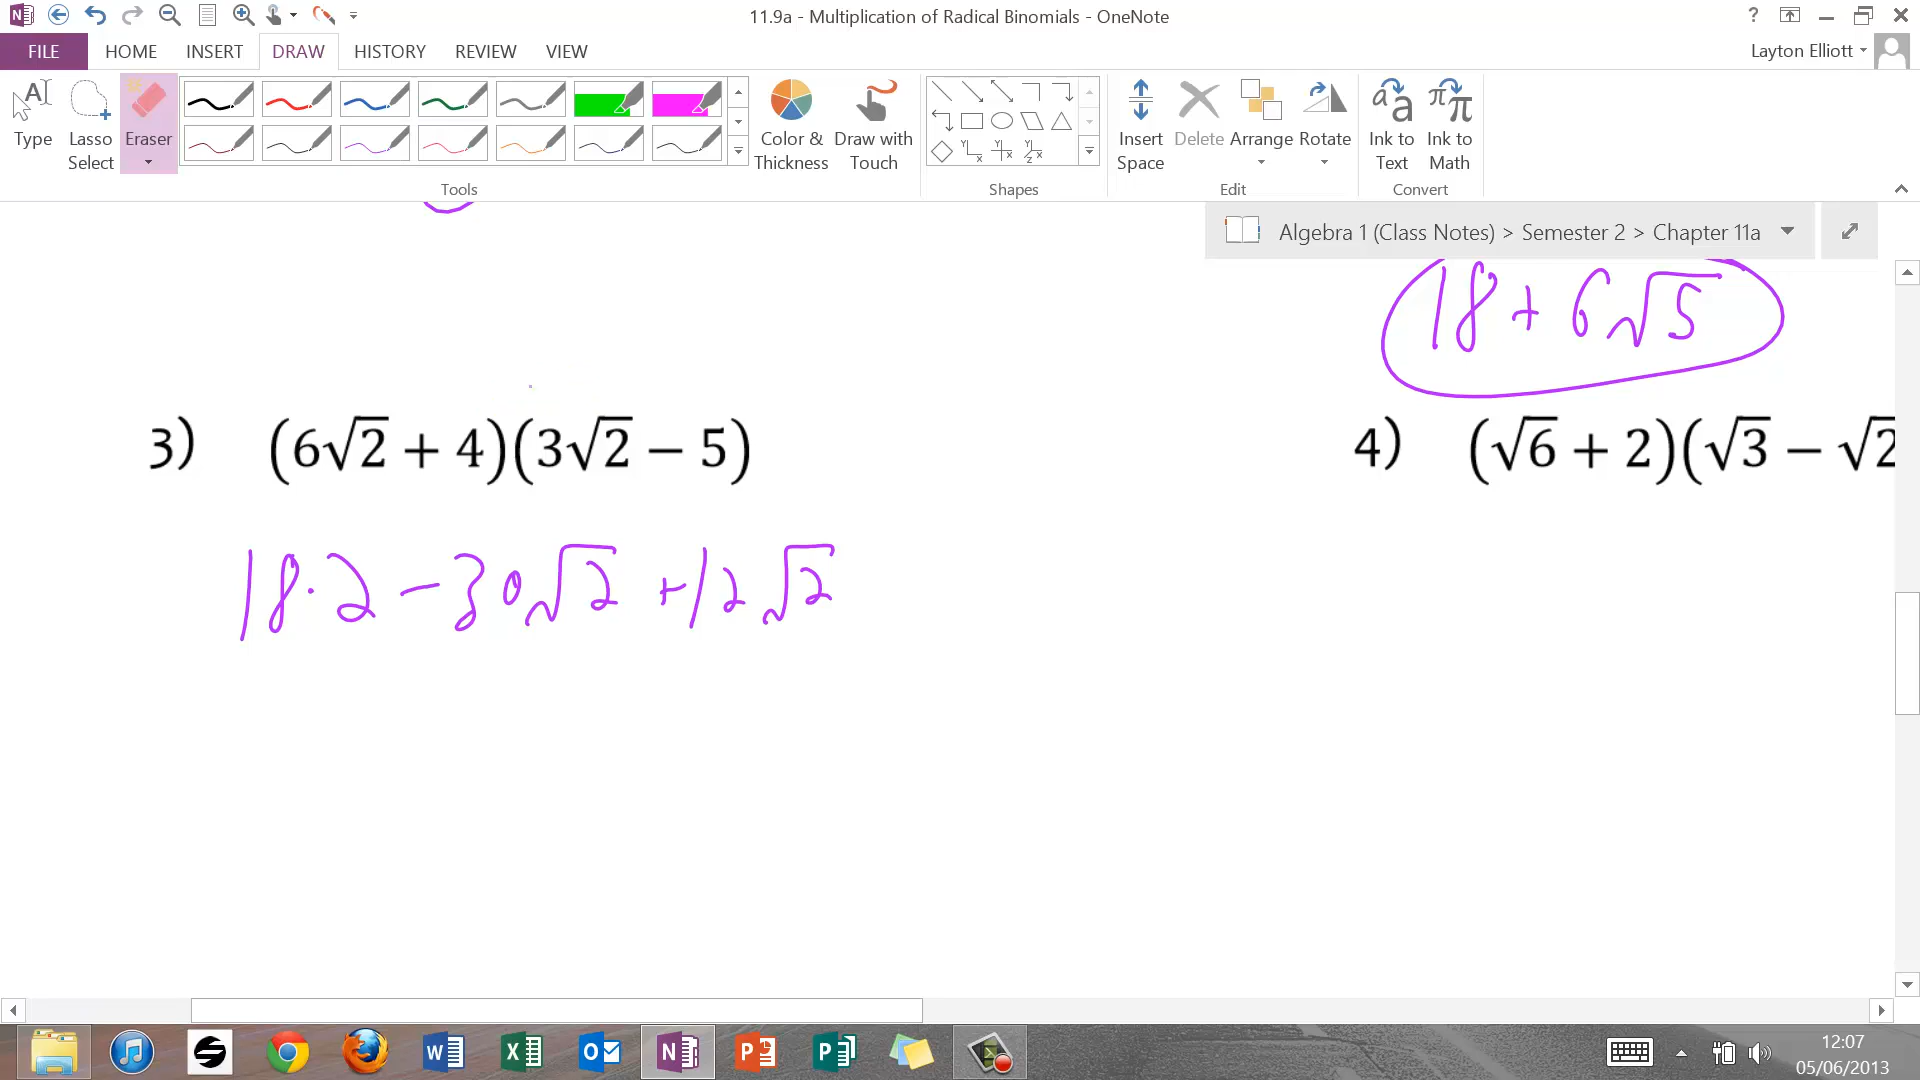 11.9a - Multiplication of Radical Binomials - OneNote
?
FILE HOME INSERT DRAW HISTORY REVIEW VIEW
Layton Elliott
Type
Lasso Select
Eraser
Color & Thickness
Draw with Touch
Insert Space
Delete
Arrange
Rotate
Ink to Text
Ink to Math
Tools
Shapes
Edit
Convert
Algebra 1 (Class Notes) > Semester 2 > Chapter 11a
18 + 6√5
3) (6√2 + 4)(3√2 − 5)
4) (√6 + 2)(√3 − √2
18·2 −30√2 +12√2
12:07
05/06/2013